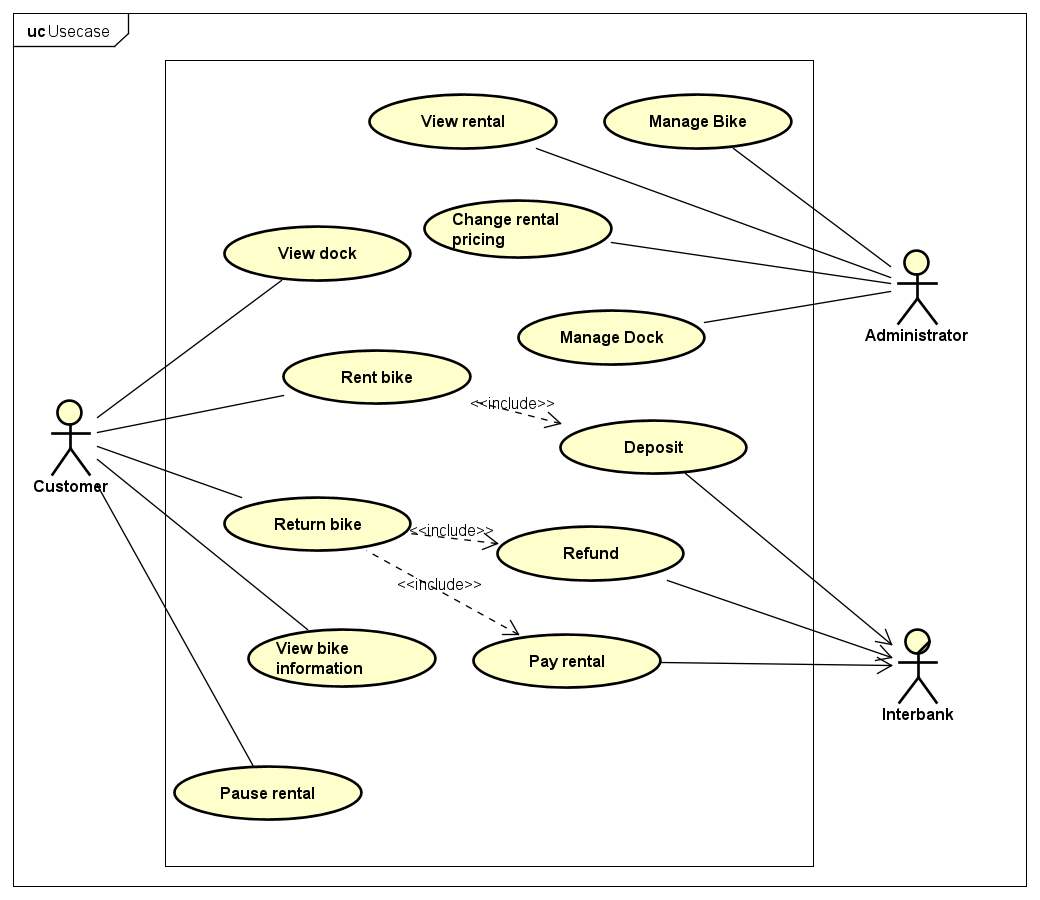 uc Usecase
View rental
Manage Bike
Change rental
pricing
View dock
Manage Dock
Administrator
Rent bike
<<include>>
Deposit
Customer
Return bike
<<include>>
Refund
<<include>>
View bike
information
Pay rental
Interbank
Pause rental